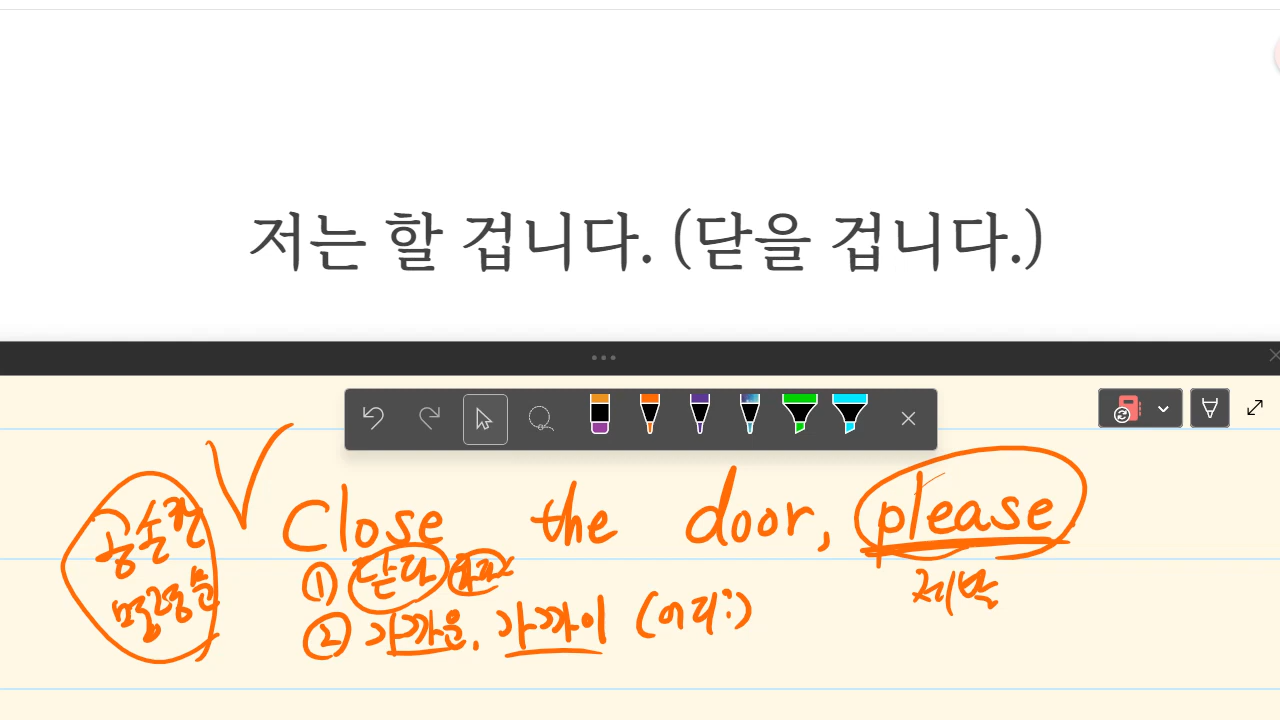 저는 할 겁니다. (닫을 겁니다.)
공손한
명령문
Close the door, please
① 닫다
② 가까운, 가까이
제발